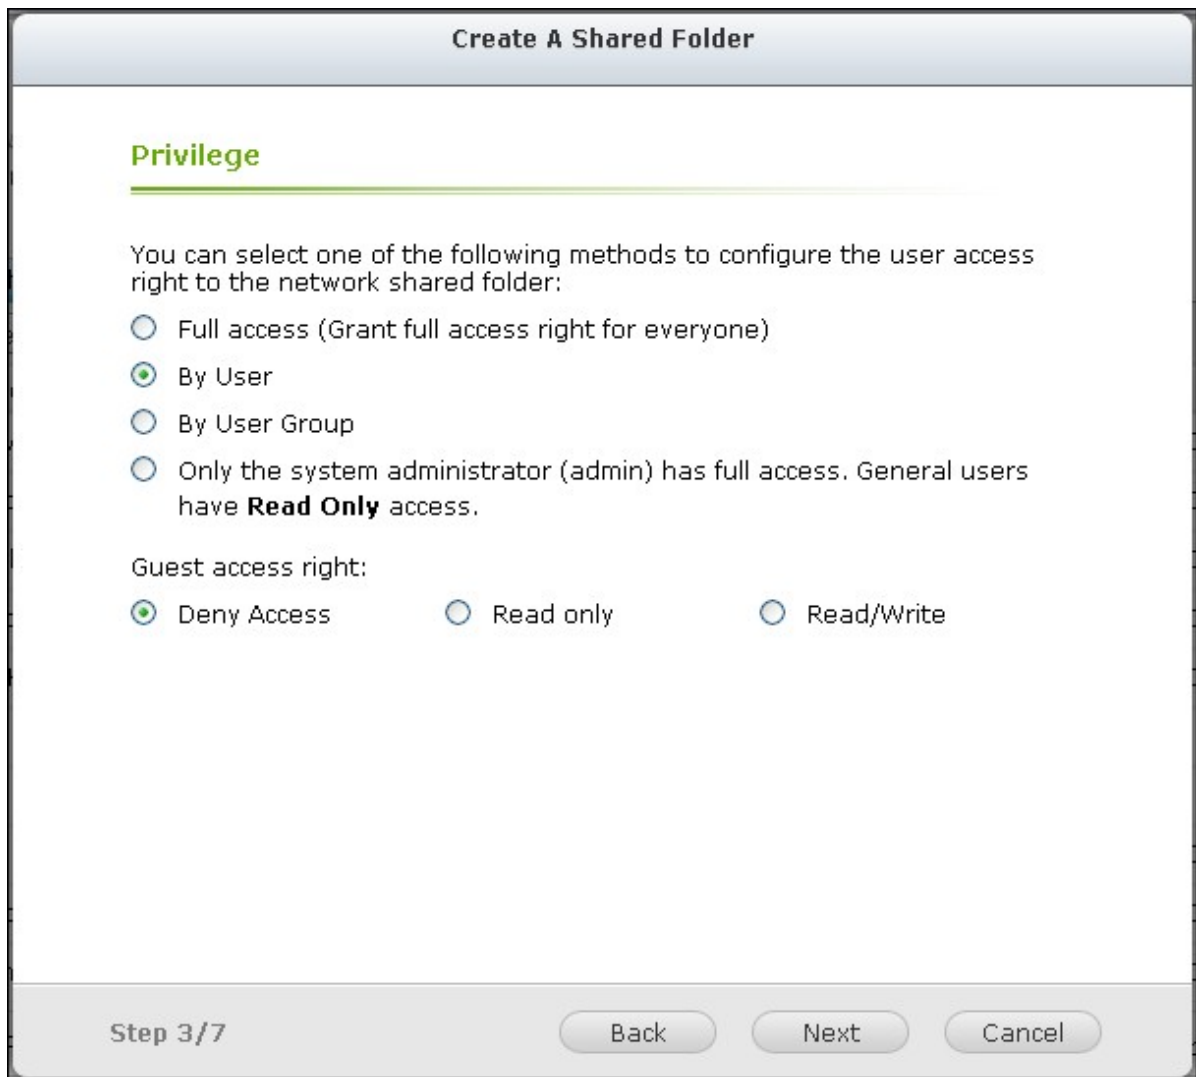 Create A Shared Folder
Privilege
You can select one of the following methods to configure the user access
right to the network shared folder:
Full access (Grant full access right for everyone)
By User
By User Group
Only the system administrator (admin) has full access. General users
have Read Only access.
Guest access right:
Deny Access Read only Read/Write
Step 3/7 Back Next Cancel